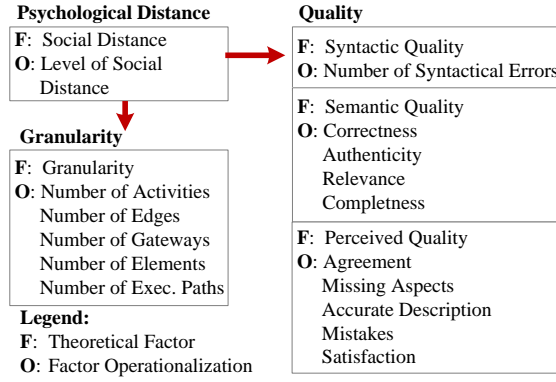 Psychological Distance
F: Social Distance
O: Level of Social
Distance
Granularity
F: Granularity
O: Number of Activities
Number of Edges
Number of Gateways
Number of Elements
Number of Exec. Paths
Legend:
F: Theoretical Factor
O: Factor Operationalization
Quality
F: Syntactic Quality
O: Number of Syntactical Errors
F: Semantic Quality
O: Correctness
Authenticity
Relevance
Completness
F: Perceived Quality
O: Agreement
Missing Aspects
Accurate Description
Mistakes
Satisfaction